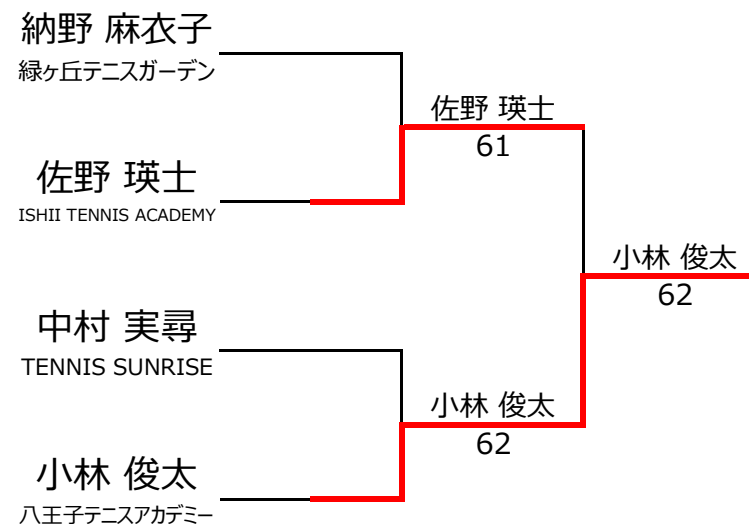 納野 麻衣子
緑ヶ丘テニスガーデン
佐野 瑛士
ISHII TENNIS ACADEMY
中村 実尋
TENNIS SUNRISE
小林 俊太
八王子テニスアカデミー
佐野 瑛士
61
小林 俊太
62
小林 俊太
62